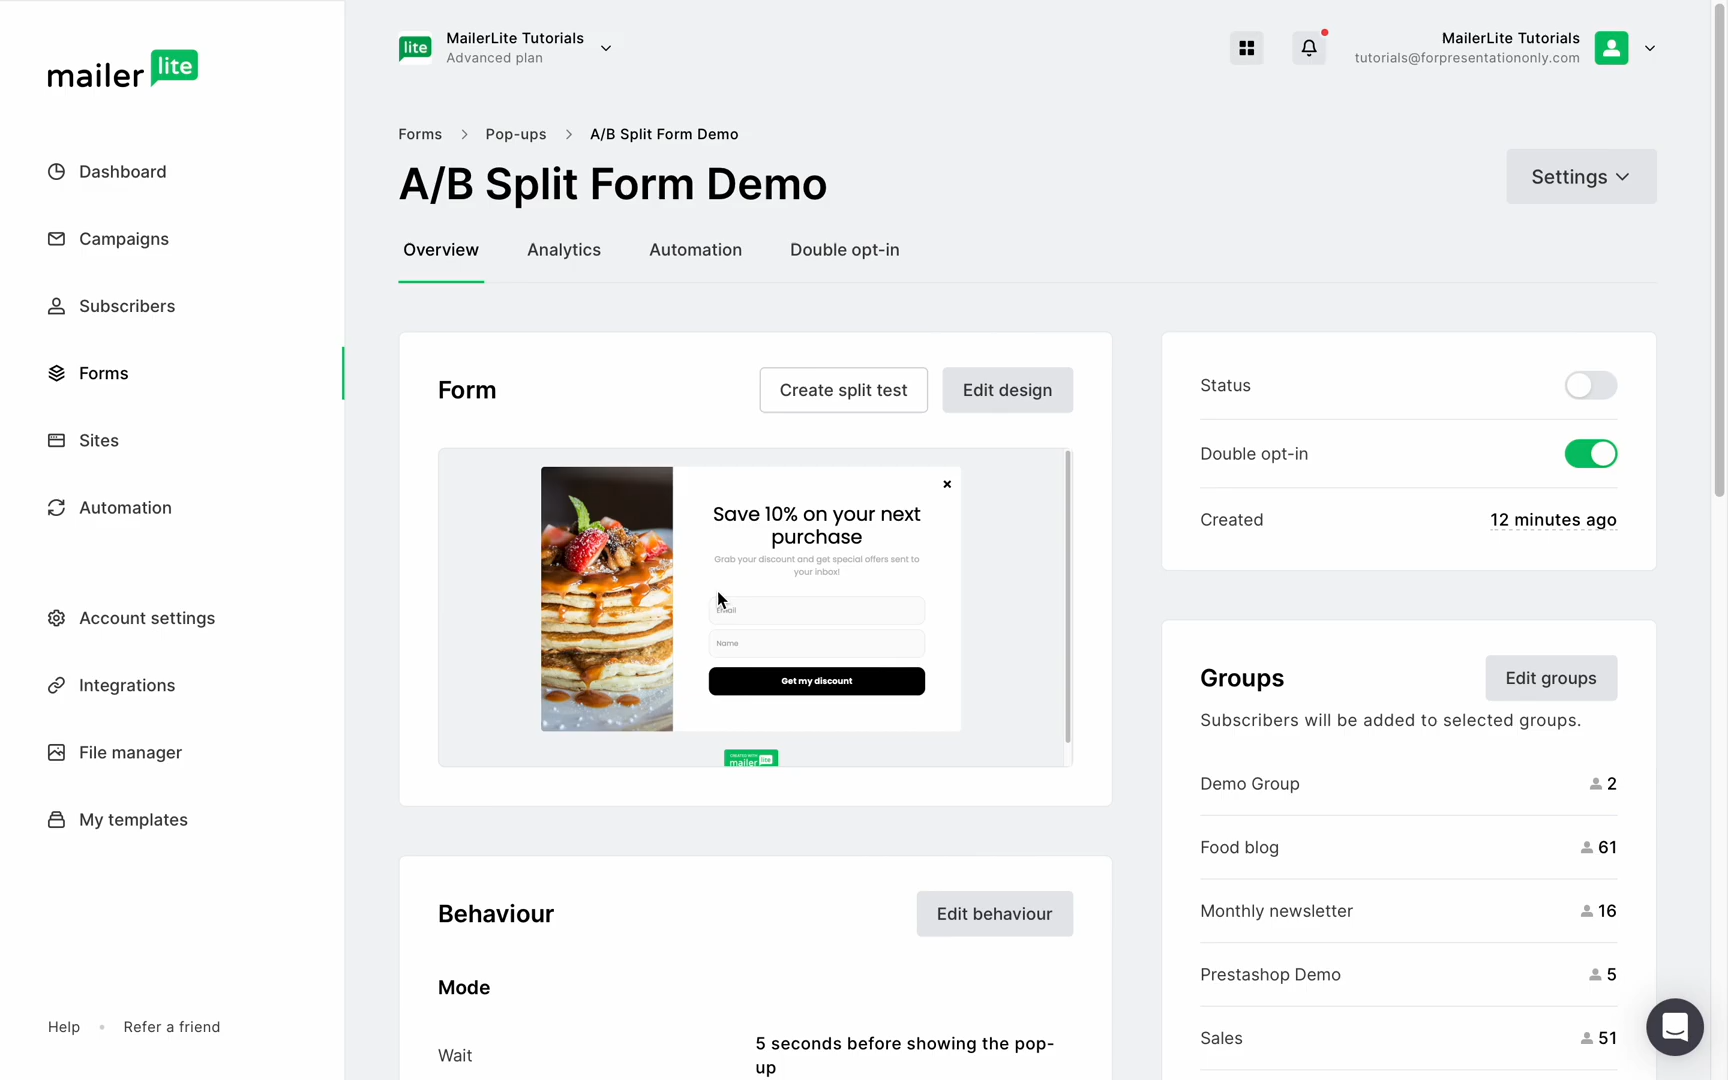 mailer lite
lite
MailerLite Tutorials
Advanced plan
MailerLite Tutorials
tutorials@forpresentationonly.com
Dashboard
Campaigns
Subscribers
Forms
Sites
Automation
Account settings
Integrations
File manager
My templates
Help • Refer a friend
Forms > Pop-ups > A/B Split Form Demo
A/B Split Form Demo
Settings
Overview
Analytics
Automation
Double opt-in
Form
Create split test
Edit design
Save 10% on your next
purchase
Grab your discount and get special offers sent to
your inbox!
Email
Name
Get my discount
CREATED WITH
mailer lite
Behaviour
Edit behaviour
Mode
Wait
5 seconds before showing the pop-
up
Status
Double opt-in
Created 12 minutes ago
Groups
Edit groups
Subscribers will be added to selected groups.
Demo Group 2
Food blog 61
Monthly newsletter 16
Prestashop Demo 5
Sales 51